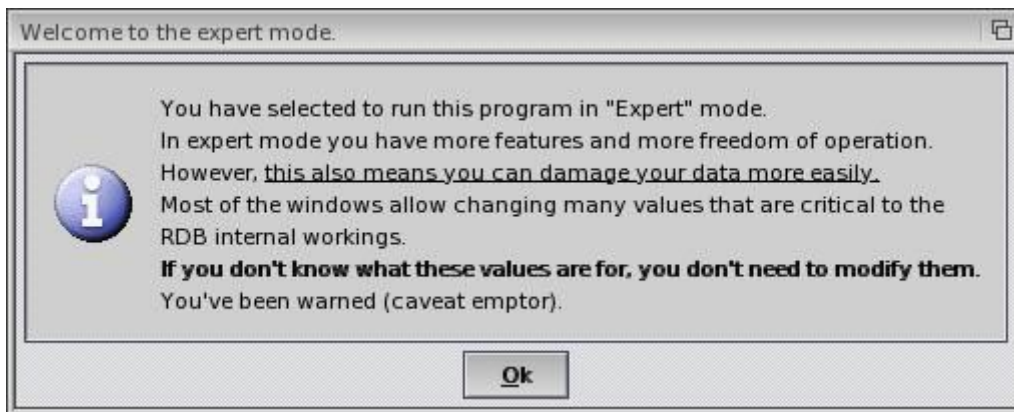 Welcome to the expert mode.
You have selected to run this program in "Expert" mode.
In expert mode you have more features and more freedom of operation.
However, this also means you can damage your data more easily.
Most of the windows allow changing many values that are critical to the
RDB internal workings.
If you don't know what these values are for, you don't need to modify them.
You've been warned (caveat emptor).
Ok